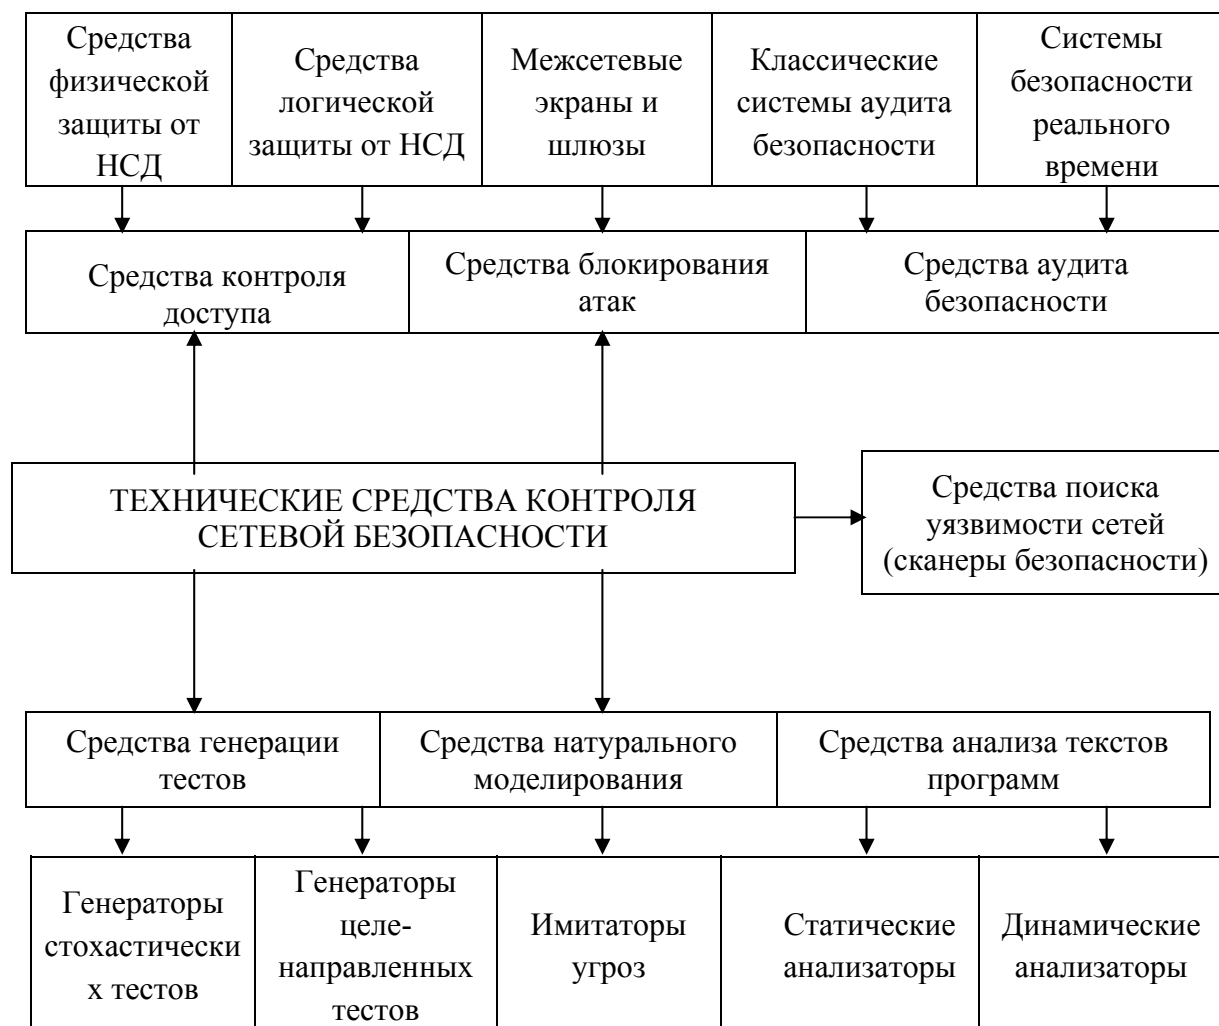 Средства
физической
защиты от
НСД
Средства
логической
защиты от НСД
Межсетевые
экраны и
шлюзы
Классические
системы аудита
безопасности
Системы
безопасности
реального
времени
Средства контроля
доступа
Средства блокирования
атак
Средства аудита
безопасности
ТЕХНИЧЕСКИЕ СРЕДСТВА КОНТРОЛЯ
СЕТЕВОЙ БЕЗОПАСНОСТИ
Средства поиска
уязвимости сетей
(сканеры безопасности)
Средства генерации
тестов
Средства натурального
моделирования
Средства анализа текстов
программ
Генераторы
стохастически
х тестов
Генераторы
целе-
направленных
тестов
Имитаторы
угроз
Статические
анализаторы
Динамические
анализаторы